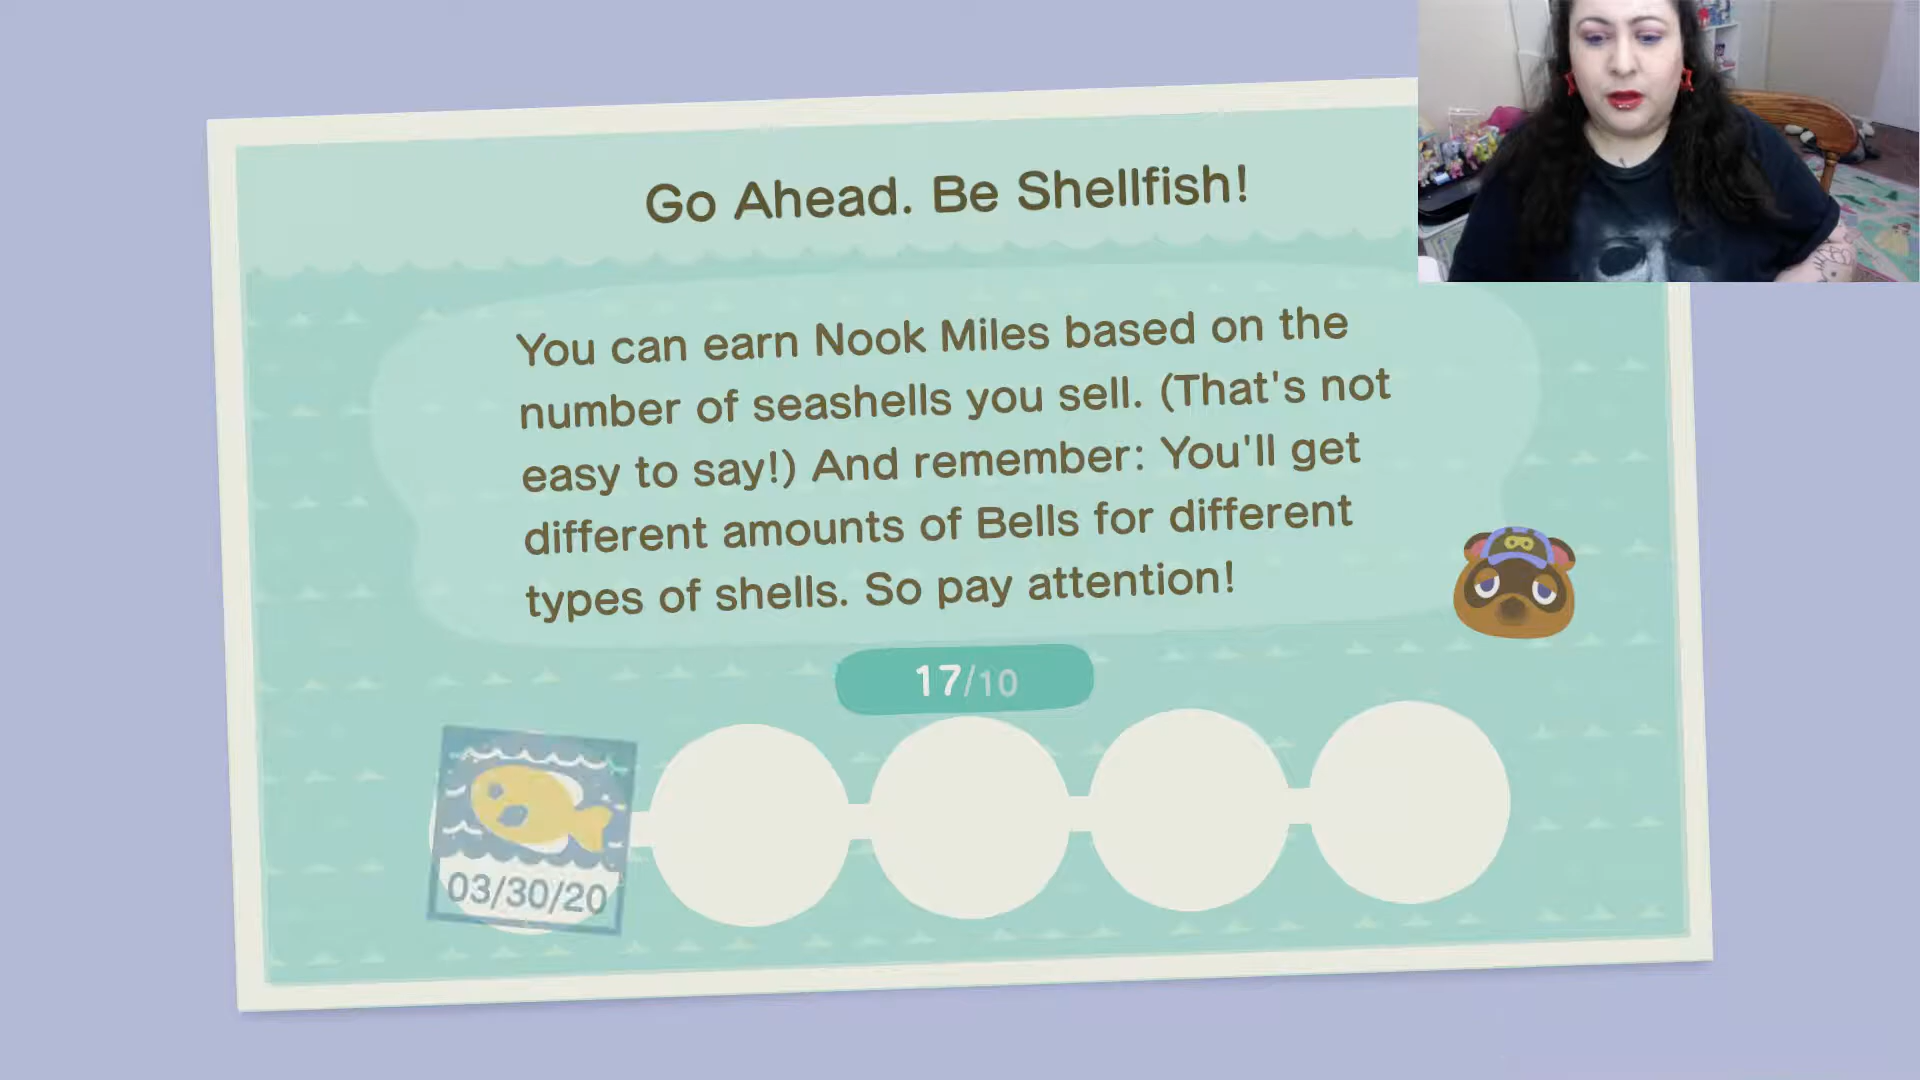 Go Ahead. Be Shellfish!
You can earn Nook Miles based on the
number of seashells you sell. (That's not
easy to say!) And remember: You'll get
different amounts of Bells for different
types of shells. So pay attention!
17/10
03/30/20